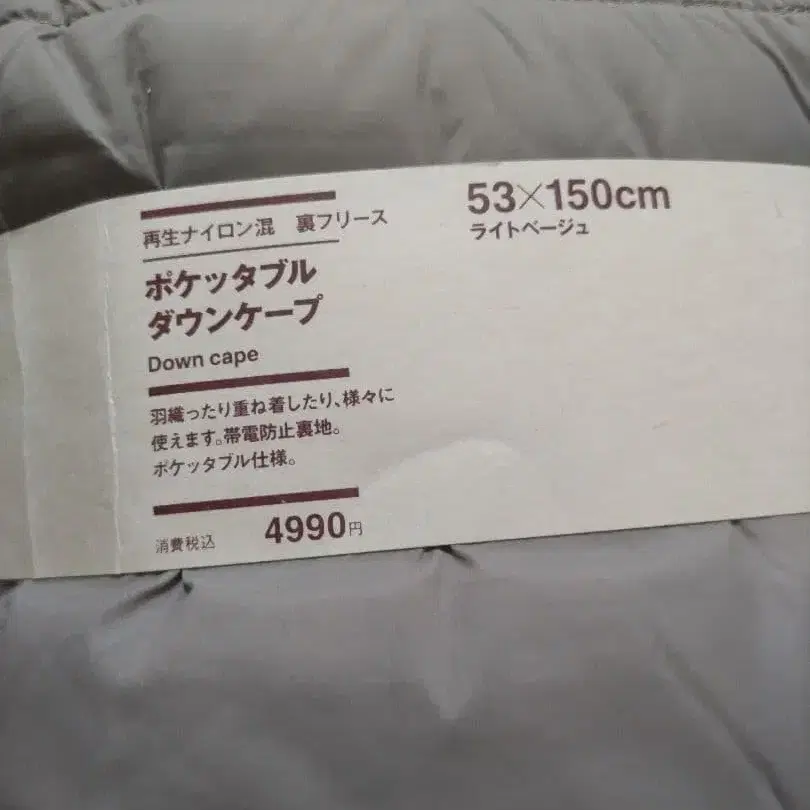 再生ナイロン混　裏フリース
ポケッタブル
ダウンケープ
Down cape
羽織ったり重ね着したり、様々に
使えます。帯電防止裏地。
ポケッタブル仕様。
消費税込 4990円
53×150cm
ライトベージュ